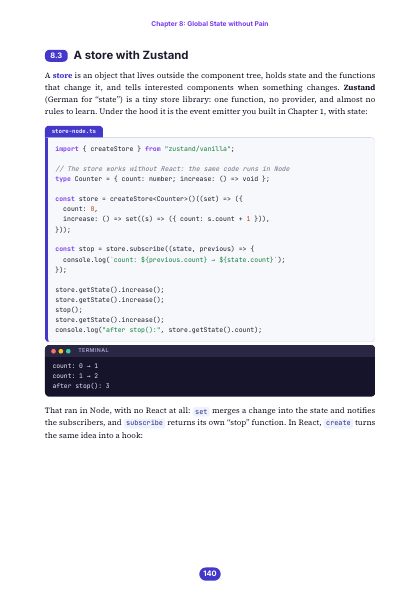 Chapter 8: Global State without Pain
8.3 A store with Zustand
A store is an object that lives outside the component tree, holds state and the functions
that change it, and tells interested components when something changes. Zustand
(German for “state”) is a tiny store library: one function, no provider, and almost no
rules to learn. Under the hood it is the event emitter you built in Chapter 1, with state:
store-node.ts
import { createStore } from "zustand/vanilla";
// The store works without React: the same code runs in Node
type Counter = { count: number; increase: () => void };
const store = createStore<Counter>()((set) => ({
  count: 0,
  increase: () => set((s) => ({ count: s.count + 1 })),
}));
const stop = store.subscribe((state, previous) => {
  console.log(`count: ${previous.count} → ${state.count}`);
});
store.getState().increase();
store.getState().increase();
stop();
store.getState().increase();
console.log("after stop():", store.getState().count);
TERMINAL
count: 0 → 1
count: 1 → 2
after stop(): 3
That ran in Node, with no React at all: set merges a change into the state and notifies
the subscribers, and subscribe returns its own “stop” function. In React, create turns
the same idea into a hook:
140